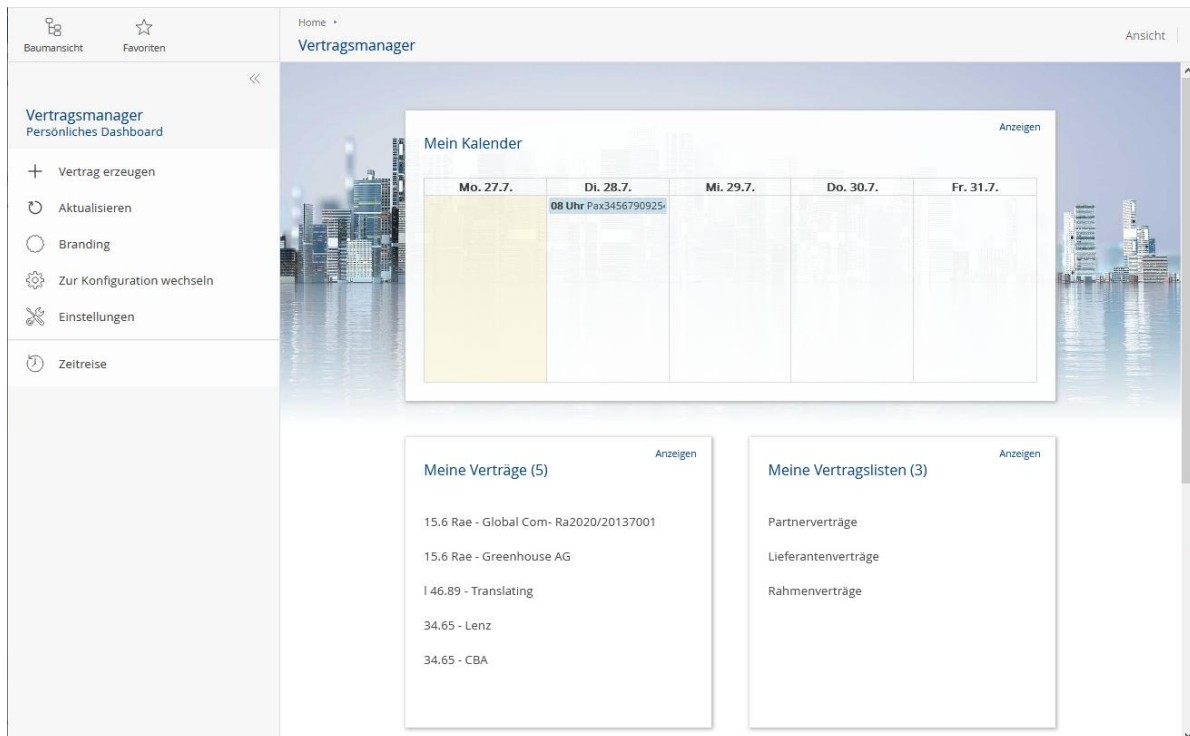 Baumansicht
Favoriten
Home •
Vertragsmanager
Ansicht
Vertragsmanager
Persönliches Dashboard
Vertrag erzeugen
Aktualisieren
Branding
Zur Konfiguration wechseln
Einstellungen
Zeitreise
Anzeigen
Mein Kalender
Mo. 27.7. Di. 28.7. Mi. 29.7. Do. 30.7. Fr. 31.7.
08 Uhr Pax3456790925
Anzeigen
Meine Verträge (5)
15.6 Rae - Global Com- Ra2020/20137001
15.6 Rae - Greenhouse AG
l 46.89 - Translating
34.65 - Lenz
34.65 - CBA
Anzeigen
Meine Vertragslisten (3)
Partnerverträge
Lieferantenverträge
Rahmenverträge